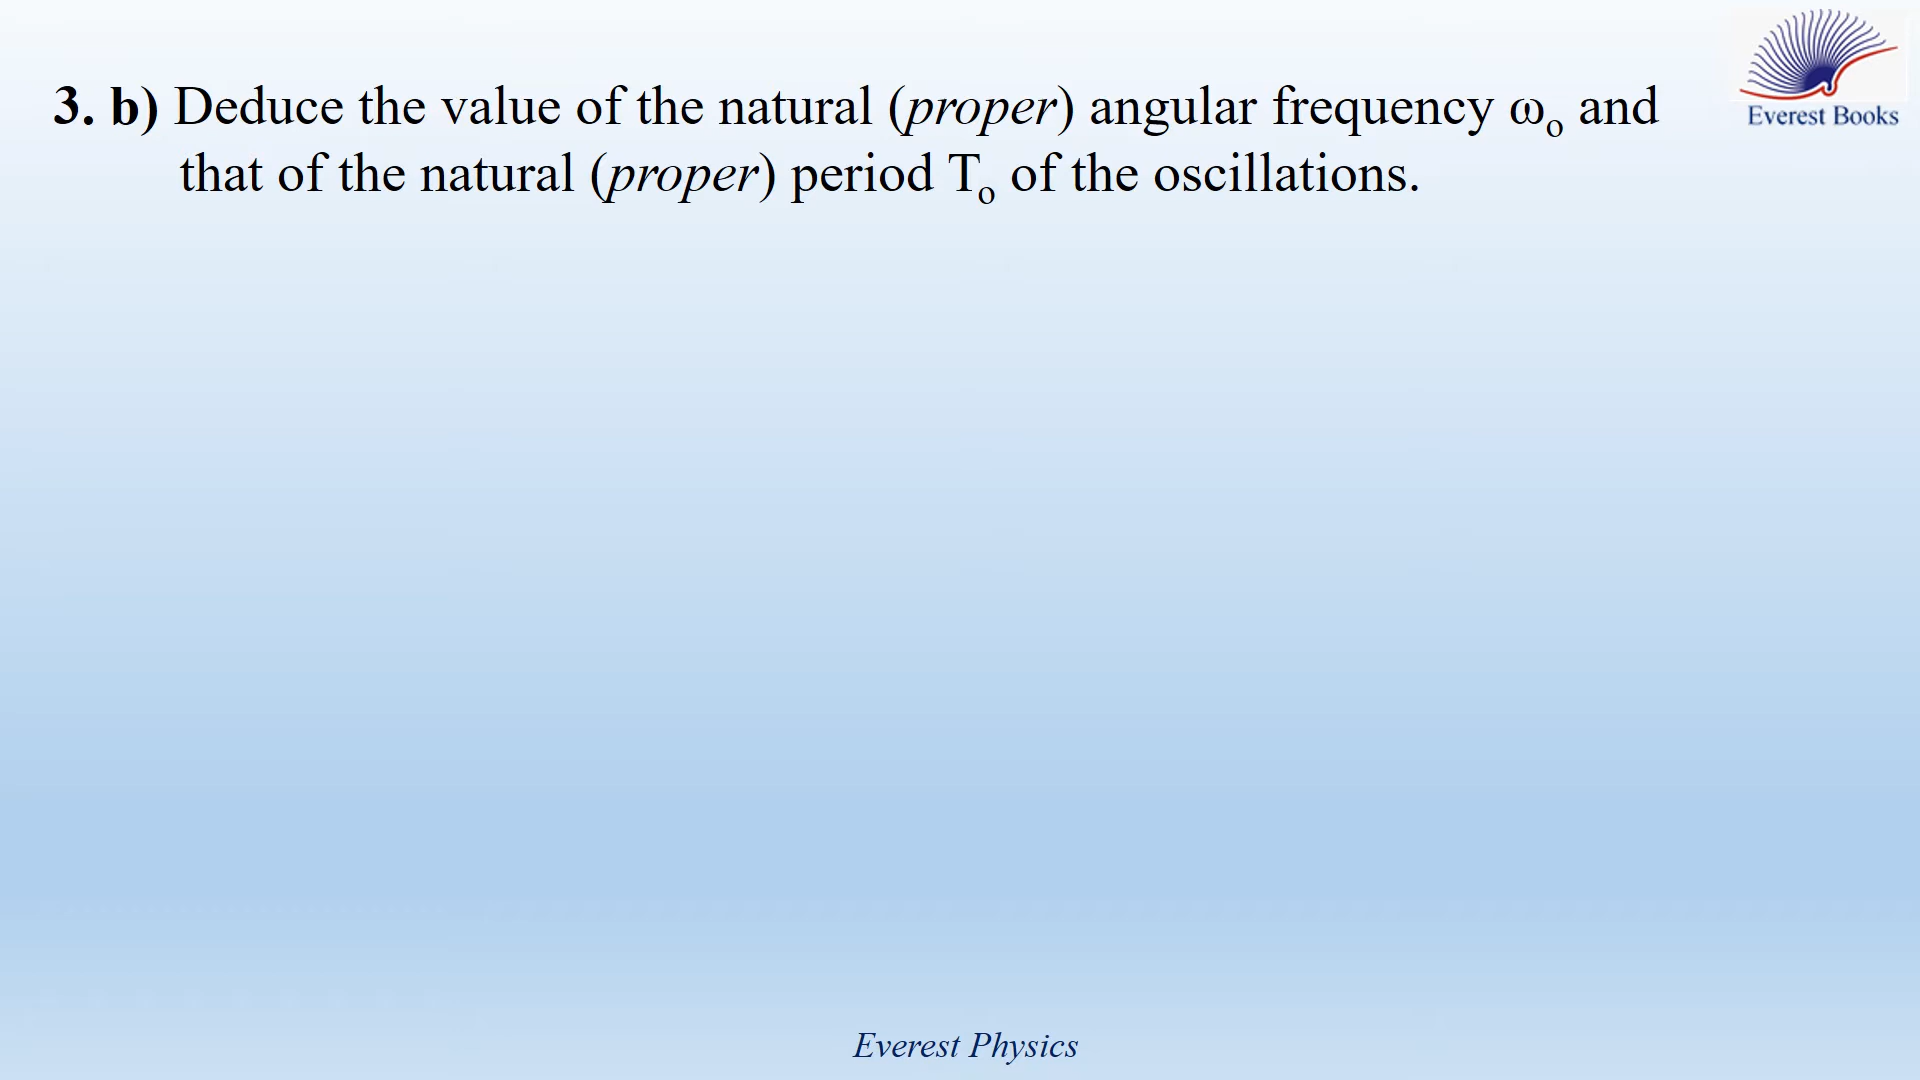 3. b) Deduce the value of the natural (proper) angular frequency ωₒ and
that of the natural (proper) period Tₒ of the oscillations.
Everest Books
Everest Physics